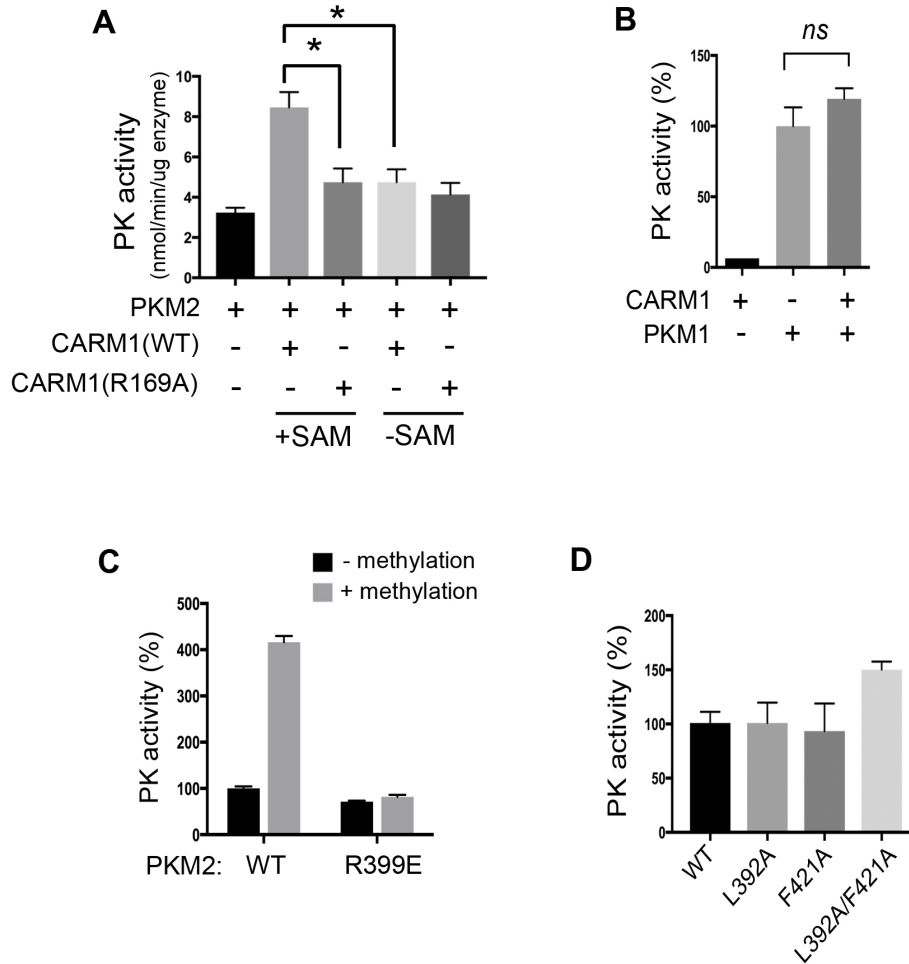 A
*
*
PK activity
(nmol/min/ug enzyme)
10
8
6
4
2
0
PKM2 + + + + +
CARM1(WT) - + - + -
CARM1(R169A) - - + - +
+SAM -SAM
B
ns
PK activity (%)
150
100
50
0
CARM1 + - +
PKM1 - + +
C
- methylation
+ methylation
PK activity (%)
500
400
300
200
100
0
PKM2: WT R399E
D
PK activity (%)
200
150
100
50
0
WT
L392A
F421A
L392A/F421A